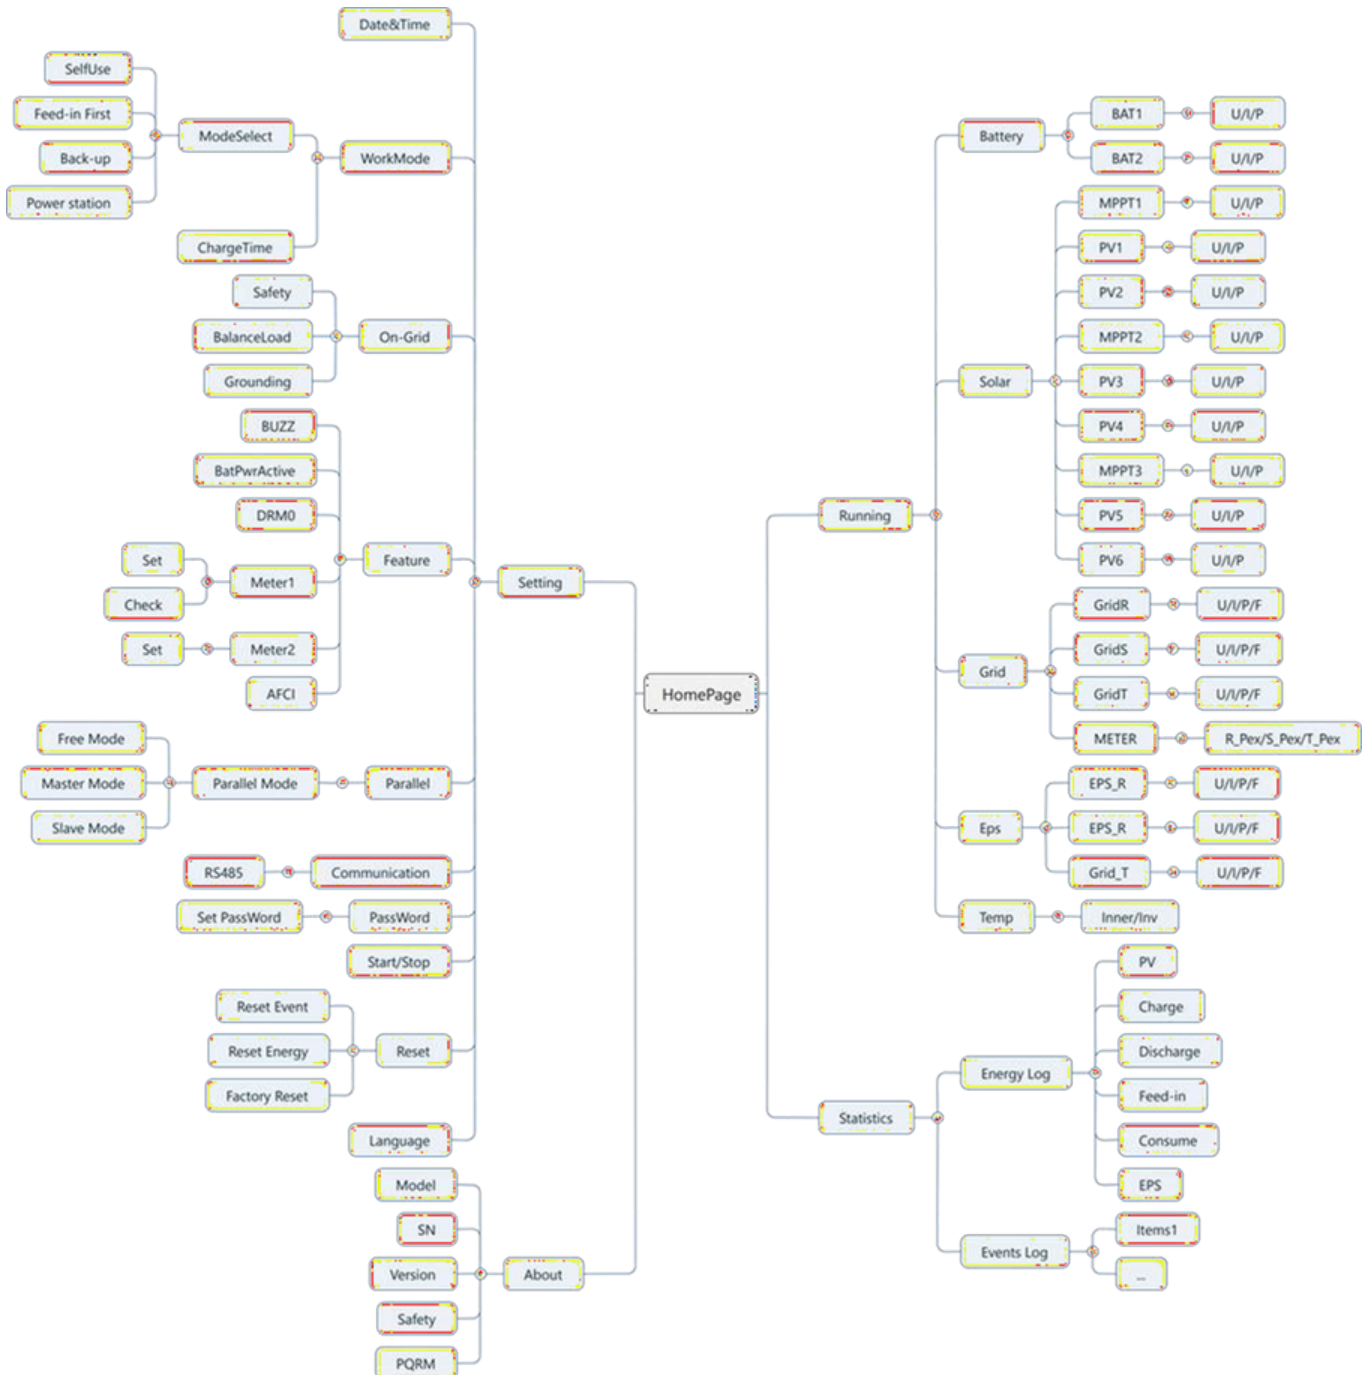 Date&Time
SelfUse
Feed-in First
Back-up
Power station
ModeSelect
ChargeTime
WorkMode
Safety
BalanceLoad
Grounding
On-Grid
BUZZ
BatPwrActive
DRM0
Set
Check
Meter1
Set
Meter2
AFCI
Feature
Setting
Free Mode
Master Mode
Slave Mode
Parallel Mode
Parallel
RS485
Communication
Set PassWord
PassWord
Start/Stop
Reset Event
Reset Energy
Factory Reset
Reset
Language
Model
SN
Version
Safety
PQRM
About
HomePage
Running
Battery
BAT1
U/I/P
BAT2
U/I/P
Solar
MPPT1
U/I/P
PV1
U/I/P
PV2
U/I/P
MPPT2
U/I/P
PV3
U/I/P
PV4
U/I/P
MPPT3
U/I/P
PV5
U/I/P
PV6
U/I/P
Grid
GridR
U/I/P/F
GridS
U/I/P/F
GridT
U/I/P/F
METER
R_Pex/S_Pex/T_Pex
Eps
EPS_R
U/I/P/F
EPS_R
U/I/P/F
Grid_T
U/I/P/F
Temp
Inner/Inv
Statistics
Energy Log
PV
Charge
Discharge
Feed-in
Consume
EPS
Events Log
Items1
...